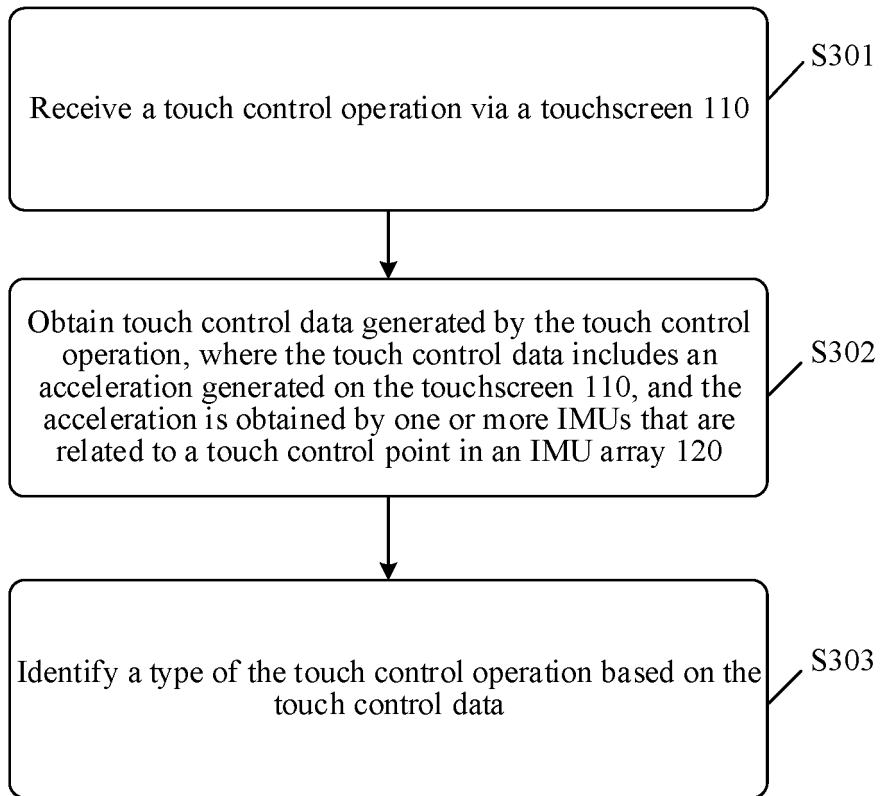 Receive a touch control operation via a touchscreen 110
S301
Obtain touch control data generated by the touch control
operation, where the touch control data includes an
acceleration generated on the touchscreen 110, and the
acceleration is obtained by one or more IMUs that are
related to a touch control point in an IMU array 120
S302
Identify a type of the touch control operation based on the
touch control data
S303